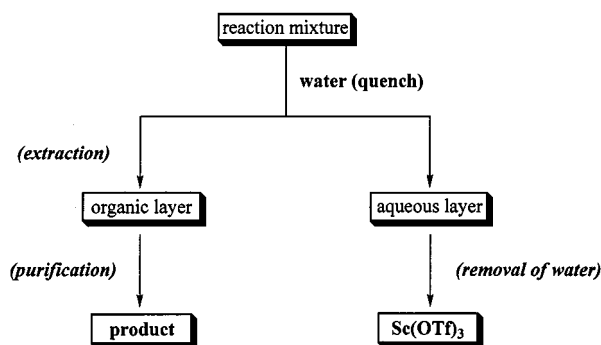 reaction mixture
water (quench)
(extraction)
organic layer
aqueous layer
(purification)
(removal of water)
product
Sc(OTf)3